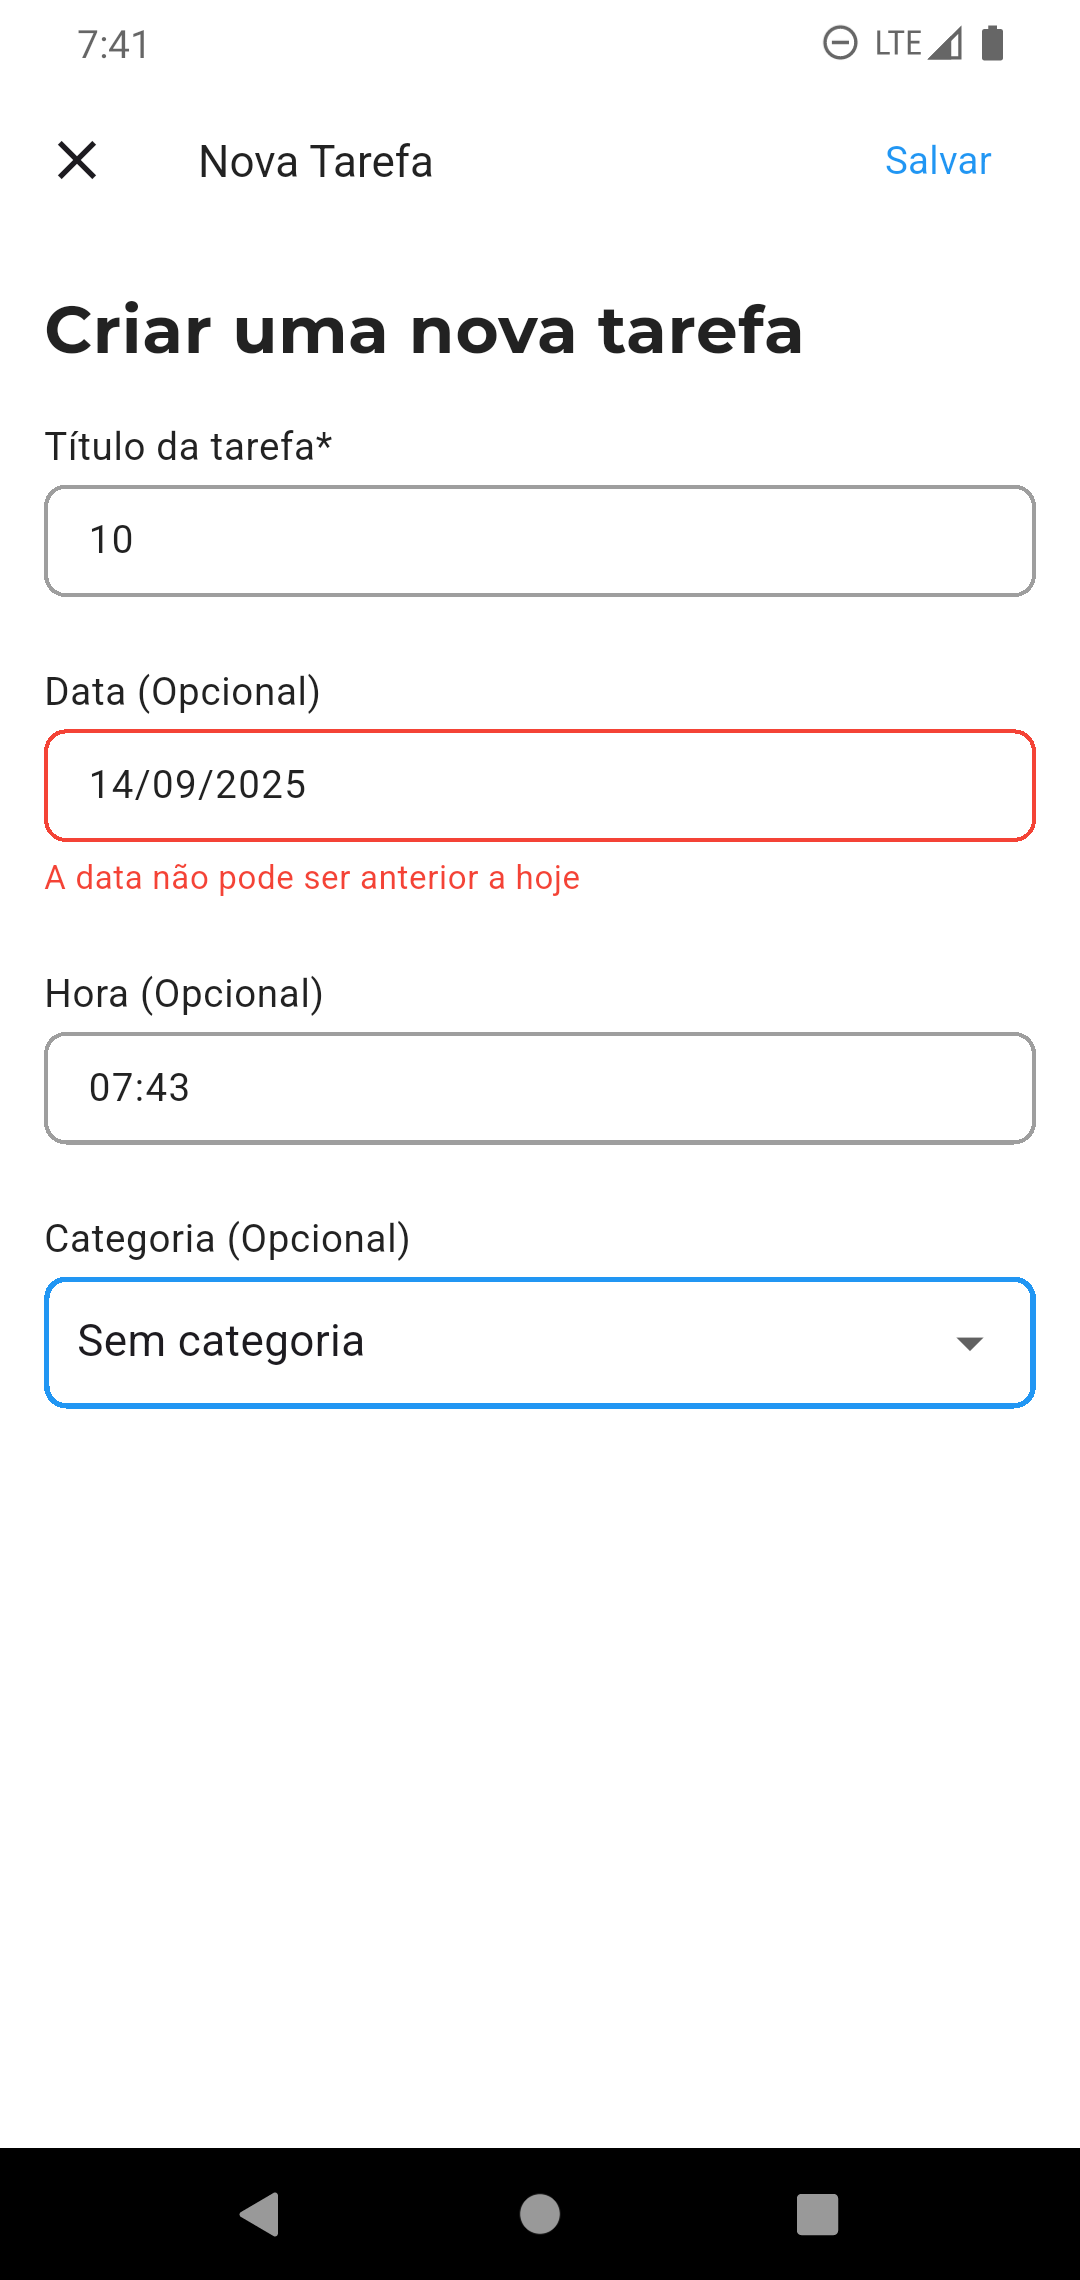 7:41 LTE
Nova Tarefa Salvar
Criar uma nova tarefa
Título da tarefa*
10
Data (Opcional)
14/09/2025
A data não pode ser anterior a hoje
Hora (Opcional)
07:43
Categoria (Opcional)
Sem categoria